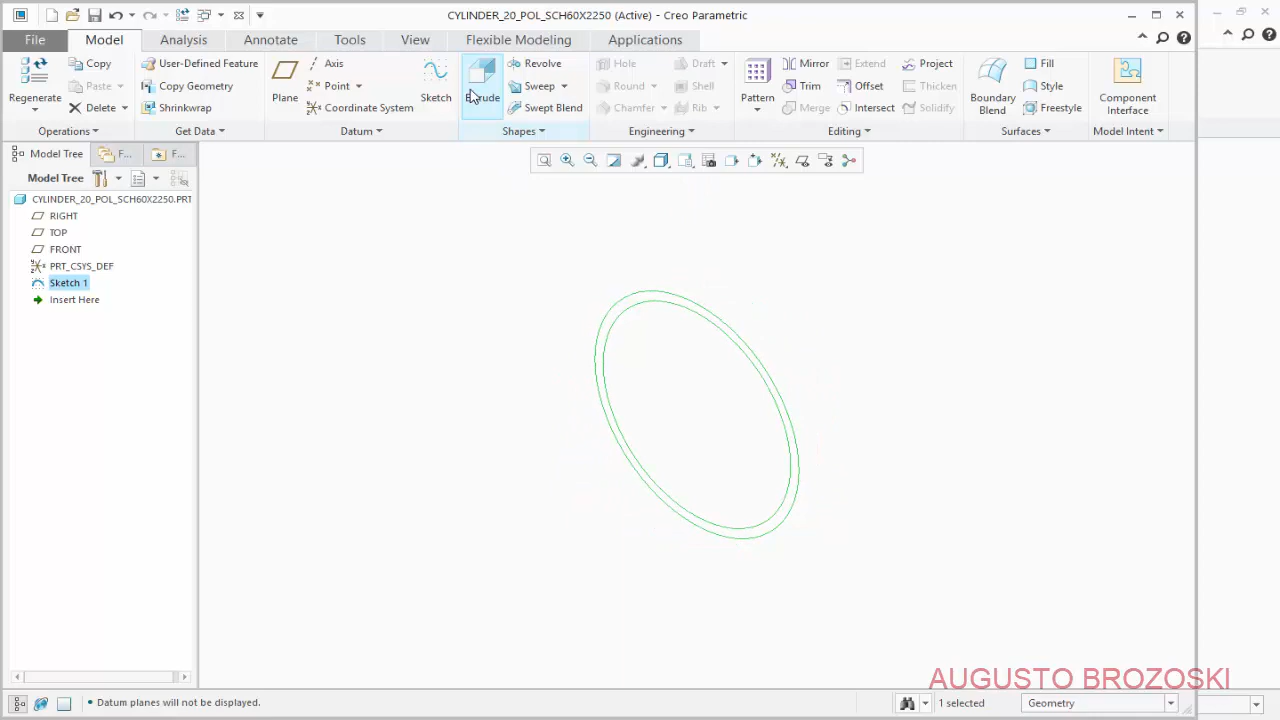 CYLINDER_20_POL_SCH60X2250 (Active) - Creo Parametric
File Model Analysis Annotate Tools View Flexible Modeling Applications
Regenerate
Copy
Paste
Delete
Operations
User-Defined Feature
Copy Geometry
Shrinkwrap
Get Data
Plane
Axis
Point
Coordinate System
Sketch
Datum
Revolve
Sweep
Swept Blend
Shapes
Hole
Round
Chamfer
Draft
Shell
Rib
Engineering
Pattern
Mirror
Trim
Merge
Extend
Offset
Intersect
Project
Thicken
Solidify
Editing
Boundary
Blend
Fill
Style
Freestyle
Surfaces
Component
Interface
Model Intent
Model Tree F... F...
Model Tree
CYLINDER_20_POL_SCH60X2250.PRT
RIGHT
TOP
FRONT
PRT_CSYS_DEF
Sketch 1
Insert Here
AUGUSTO BROZOSKI
Datum planes will not be displayed.
1 selected
Geometry